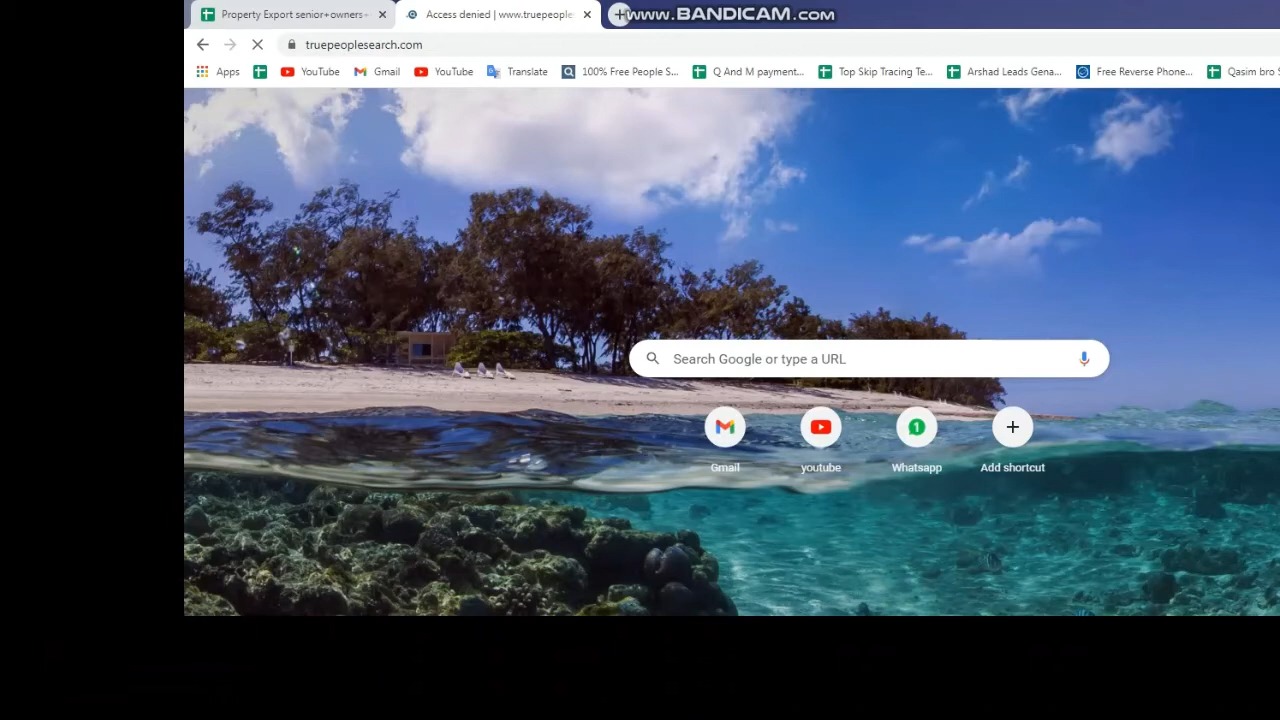 Property Export senior+owners+
Access denied | www.truepeople
www.BANDICAM.com
truepeoplesearch.com
Apps
YouTube
Gmail
YouTube
Translate
100% Free People S...
Q And M payment...
Top Skip Tracing Te...
Arshad Leads Gena...
Free Reverse Phone...
Qasim bro S
Search Google or type a URL
1
Gmail
youtube
Whatsapp
Add shortcut